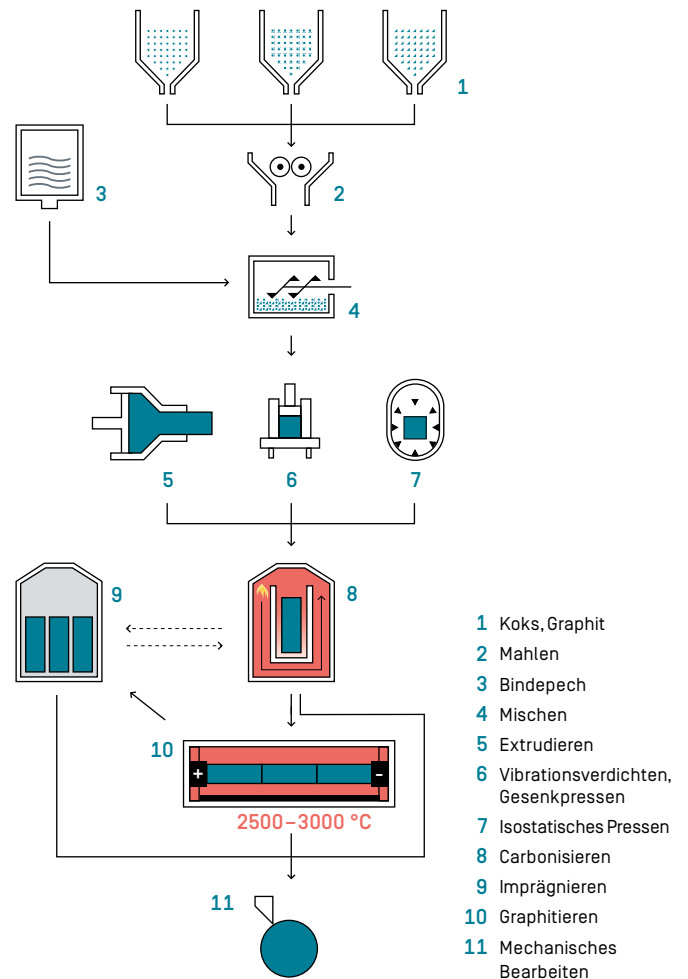 1
3
2
4
5
6
7
9
8
10
+
-
2500–3000 °C
11
1 Koks, Graphit
2 Mahlen
3 Bindepech
4 Mischen
5 Extrudieren
6 Vibrationsverdichten,
Gesenkpressen
7 Isostatisches Pressen
8 Carbonisieren
9 Imprägnieren
10 Graphitieren
11 Mechanisches
Bearbeiten